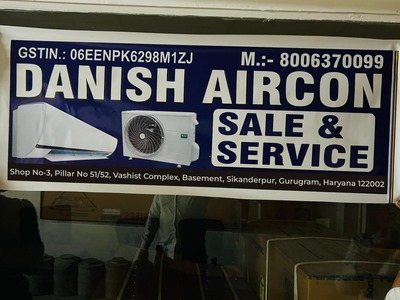 GSTIN.: 06EENPK6298M1ZJ M.:- 8006370099
DANISH AIRCON
SALE &
SERVICE
Shop No-3, Pillar No 51/52, Vashist Complex, Basement, Sikanderpur, Gurugram, Haryana 122002